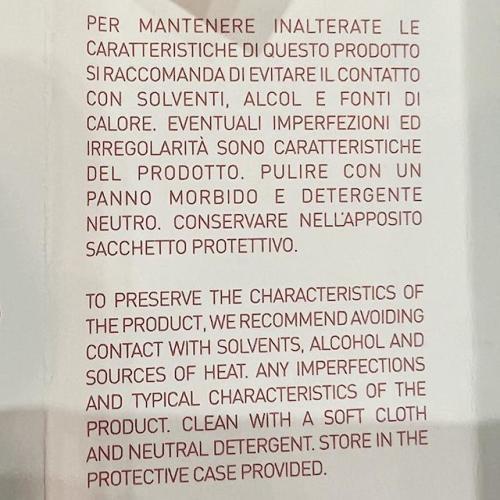 PER MANTENERE INALTERATE LE
CARATTERISTICHE DI QUESTO PRODOTTO
SI RACCOMANDA DI EVITARE IL CONTATTO
CON SOLVENTI, ALCOL E FONTI DI
CALORE. EVENTUALI IMPERFEZIONI ED
IRREGOLARITÀ SONO CARATTERISTICHE
DEL PRODOTTO. PULIRE CON UN
PANNO MORBIDO E DETERGENTE
NEUTRO. CONSERVARE NELL'APPOSITO
SACCHETTO PROTETTIVO.
TO PRESERVE THE CHARACTERISTICS OF
THE PRODUCT, WE RECOMMEND AVOIDING
CONTACT WITH SOLVENTS, ALCOHOL AND
SOURCES OF HEAT. ANY IMPERFECTIONS
AND TYPICAL CHARACTERISTICS OF THE
PRODUCT. CLEAN WITH A SOFT CLOTH
AND NEUTRAL DETERGENT. STORE IN THE
PROTECTIVE CASE PROVIDED.